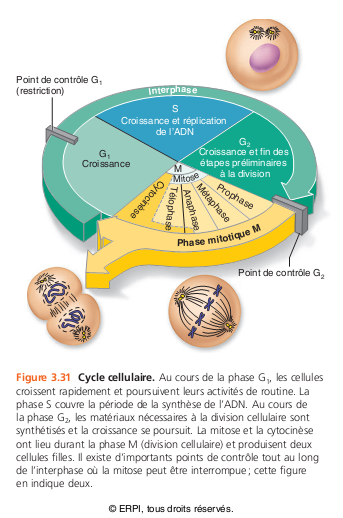 Point de contrôle G₁
(restriction)
Interphase
S
Croissance et réplication
de l'ADN
G₁
Croissance
G₂
Croissance et fin des
étapes préliminaires
à la division
M
Mitose
Cytocinèse
Télophase
Anaphase
Métaphase
Prophase
Phase mitotique M
Point de contrôle G₂
Figure 3.31 Cycle cellulaire. Au cours de la phase G₁, les cellules
croissent rapidement et poursuivent leurs activités de routine. La
phase S couvre la période de la synthèse de l'ADN. Au cours de
la phase G₂, les matériaux nécessaires à la division cellulaire sont
synthétisés et la croissance se poursuit. La mitose et la cytocinèse
ont lieu durant la phase M (division cellulaire) et produisent deux
cellules filles. Il existe d'importants points de contrôle tout au long
de l'interphase où la mitose peut être interrompue ; cette figure
en indique deux.
© ERPI, tous droits réservés.